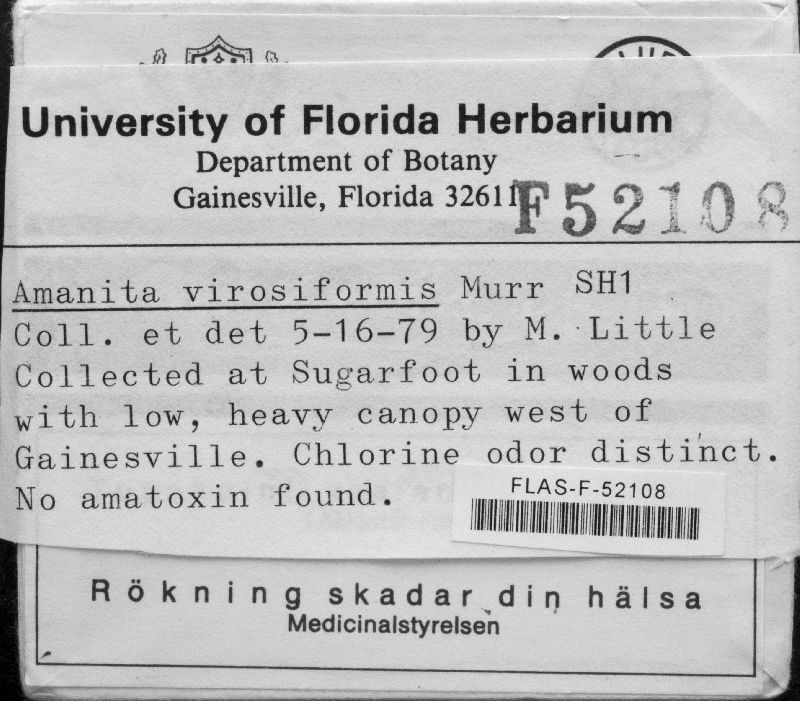 University of Florida Herbarium
Department of Botany
Gainesville, Florida 32611
F52108
Amanita virosiformis Murr SH1
Coll. et det 5-16-79 by M. Little
Collected at Sugarfoot in woods
with low, heavy canopy west of
Gainesville. Chlorine odor distinct.
No amatoxin found.
FLAS-F-52108
Rökning skadar din hälsa
Medicinalstyrelsen